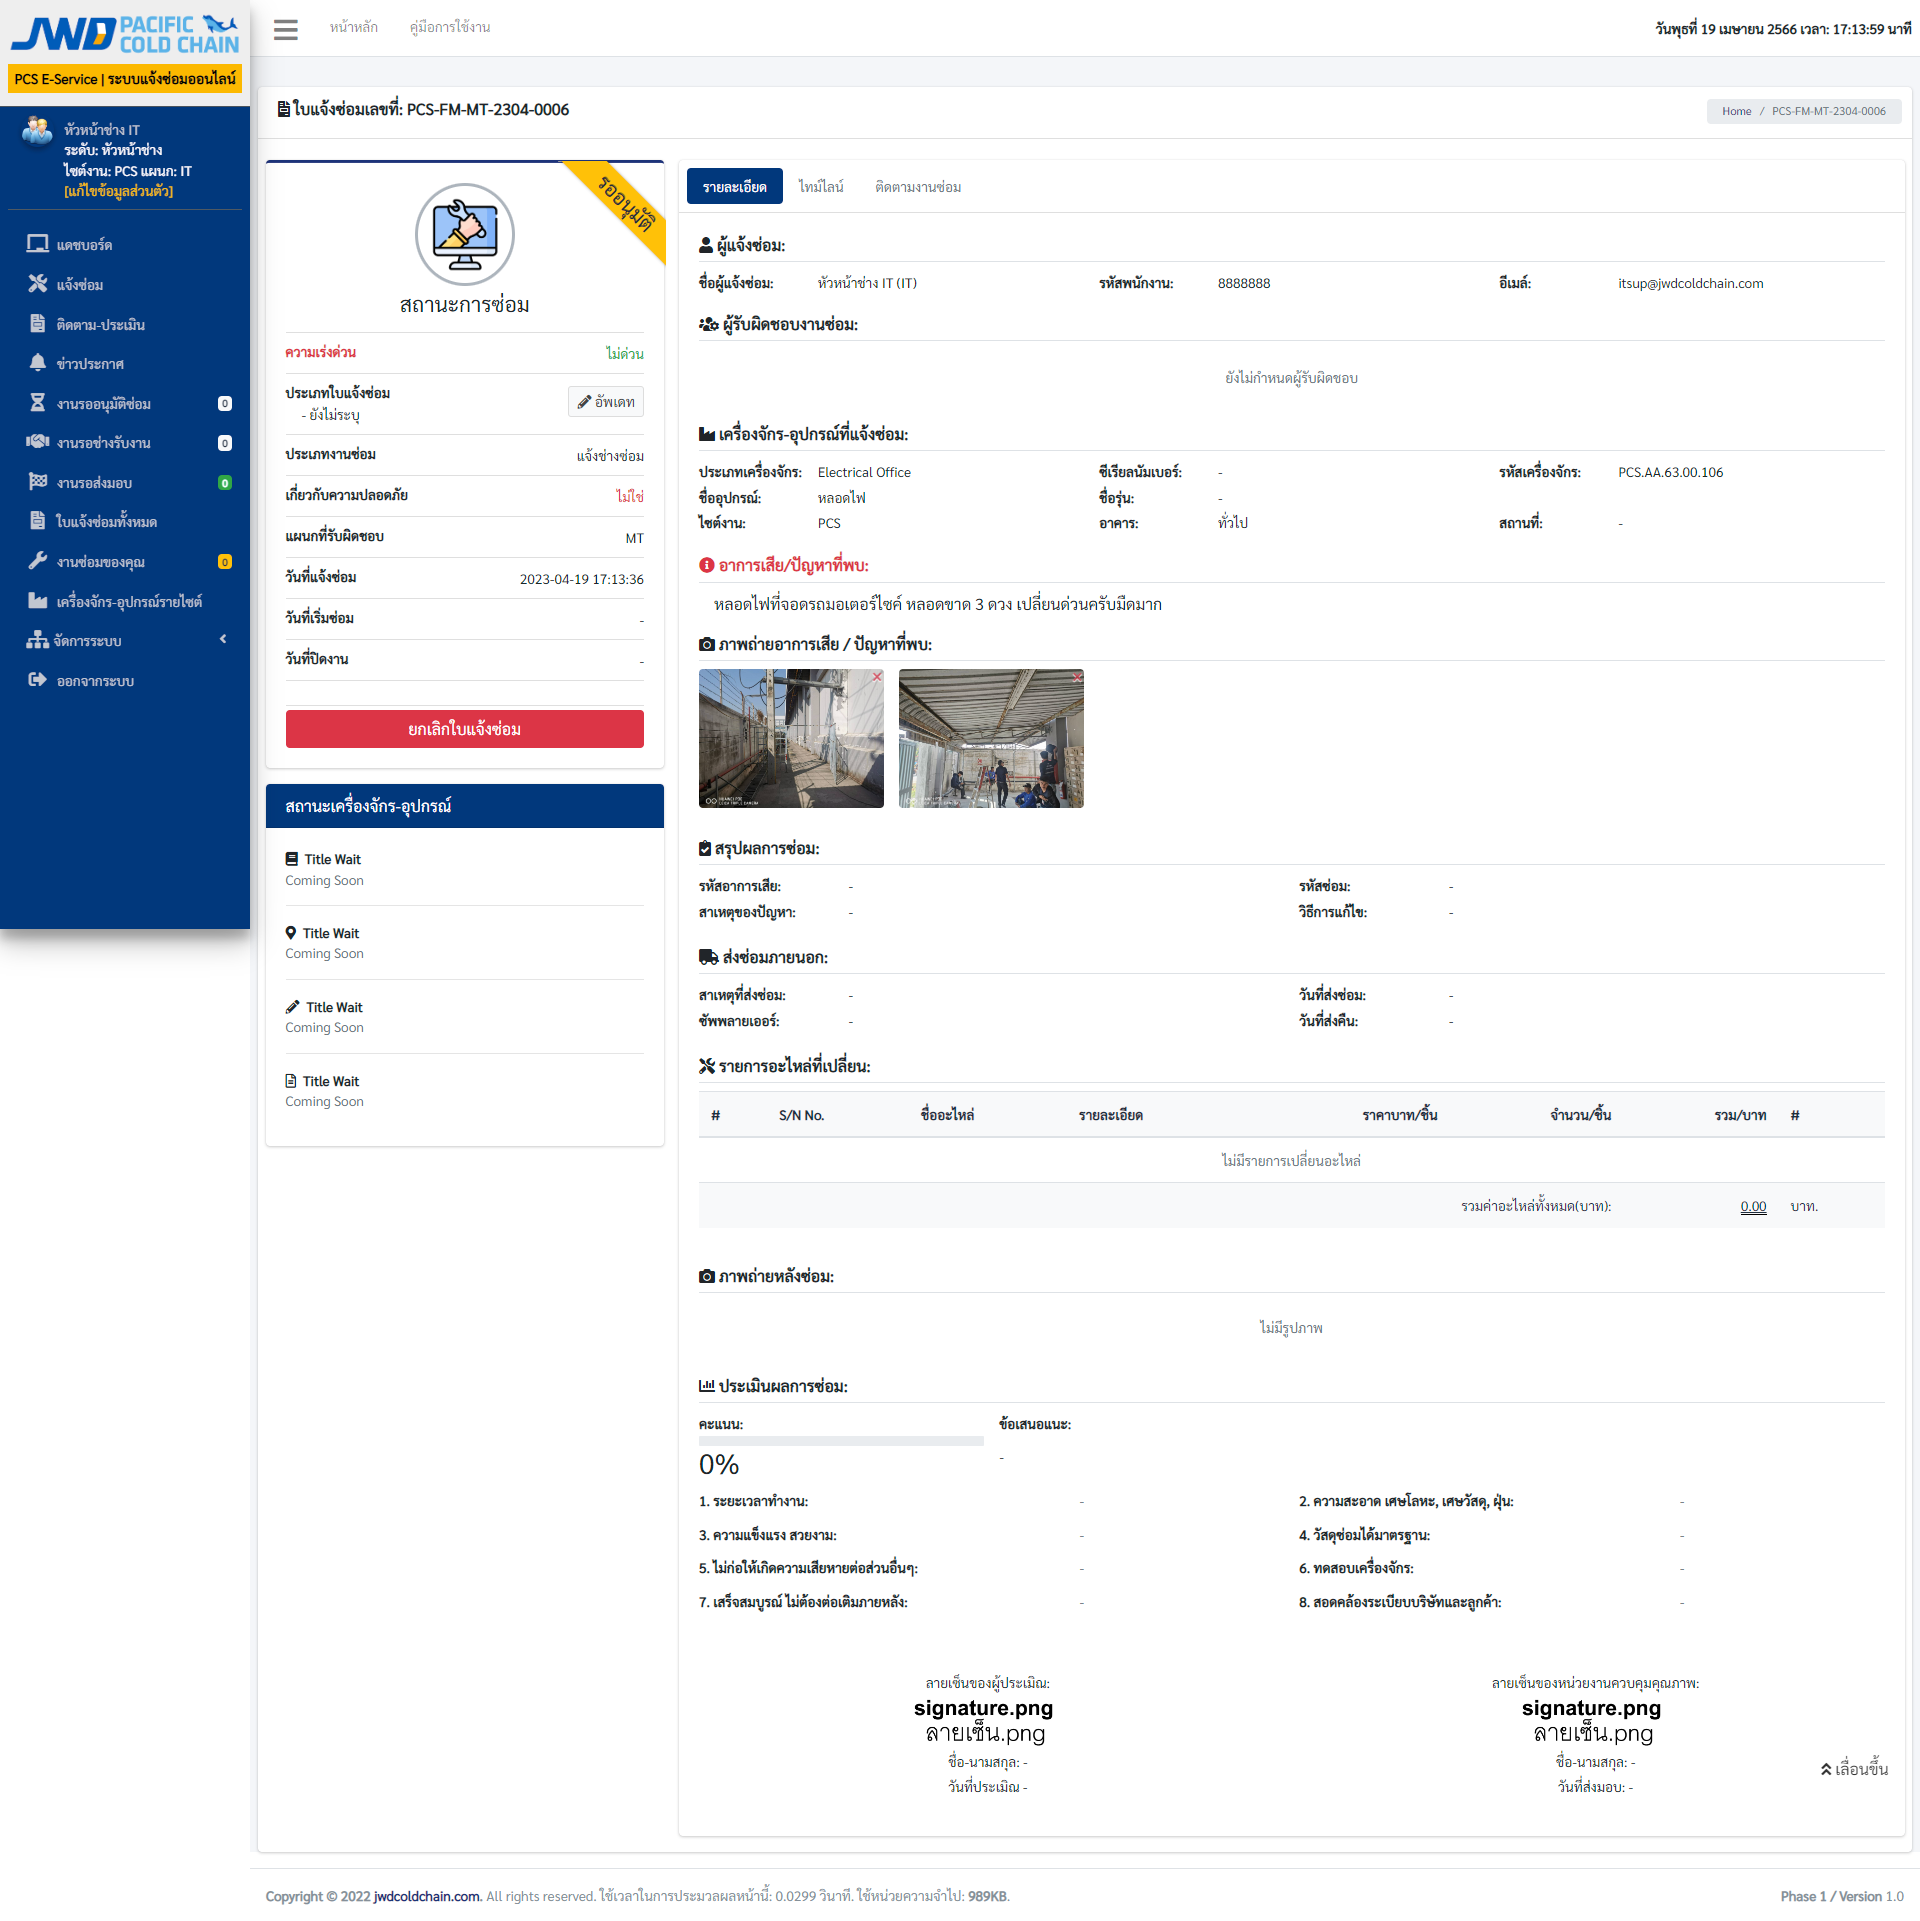 JWD PACIFIC COLD CHAIN
PCS E-Service | ระบบแจ้งซ่อมออนไลน์
หัวหน้าช่าง IT
ระดับ: หัวหน้าช่าง
ไซต์งาน: PCS แผนก: IT
[แก้ไขข้อมูลส่วนตัว]
แดชบอร์ด
แจ้งซ่อม
ติดตาม-ประเมิน
ข่าวประกาศ
งานรออนุมัติซ่อม 0
งานรอช่างรับงาน 0
งานรอส่งมอบ 0
ใบแจ้งซ่อมทั้งหมด
งานซ่อมของคุณ 0
เครื่องจักร-อุปกรณ์รายไซต์
จัดการระบบ
ออกจากระบบ
หน้าหลัก คู่มือการใช้งาน
วันพุธที่ 19 เมษายน 2566 เวลา: 17:13:59 นาที
ใบแจ้งซ่อมเลขที่: PCS-FM-MT-2304-0006
Home / PCS-FM-MT-2304-0006
รออนุมัติ
สถานะการซ่อม
ความเร่งด่วน ไม่ด่วน
ประเภทใบแจ้งซ่อม
- ยังไม่ระบุ
อัพเดท
ประเภทงานซ่อม แจ้งช่างซ่อม
เกี่ยวกับความปลอดภัย ไม่ใช่
แผนกที่รับผิดชอบ MT
วันที่แจ้งซ่อม 2023-04-19 17:13:36
วันที่เริ่มซ่อม -
วันที่ปิดงาน -
ยกเลิกใบแจ้งซ่อม
สถานะเครื่องจักร-อุปกรณ์
Title Wait
Coming Soon
Title Wait
Coming Soon
Title Wait
Coming Soon
Title Wait
Coming Soon
รายละเอียด ไทม์ไลน์ ติดตามงานซ่อม
ผู้แจ้งซ่อม:
ชื่อผู้แจ้งซ่อม: หัวหน้าช่าง IT (IT) รหัสพนักงาน: 8888888 อีเมล์: itsup@jwdcoldchain.com
ผู้รับผิดชอบงานซ่อม:
ยังไม่กำหนดผู้รับผิดชอบ
เครื่องจักร-อุปกรณ์ที่แจ้งซ่อม:
ประเภทเครื่องจักร: Electrical Office ซีเรียลนัมเบอร์: - รหัสเครื่องจักร: PCS.AA.63.00.106
ชื่ออุปกรณ์: หลอดไฟ ชื่อรุ่น: -
ไซต์งาน: PCS อาคาร: ทั่วไป สถานที่: -
อาการเสีย/ปัญหาที่พบ:
หลอดไฟที่จอดรถมอเตอร์ไซค์ หลอดขาด 3 ดวง เปลี่ยนด่วนครับมืดมาก
ภาพถ่ายอาการเสีย / ปัญหาที่พบ:
สรุปผลการซ่อม:
รหัสอาการเสีย: - รหัสซ่อม: -
สาเหตุของปัญหา: - วิธีการแก้ไข: -
ส่งซ่อมภายนอก:
สาเหตุที่ส่งซ่อม: - วันที่ส่งซ่อม: -
ซัพพลายเออร์: - วันที่ส่งคืน: -
รายการอะไหล่ที่เปลี่ยน:
# S/N No. ชื่ออะไหล่ รายละเอียด ราคาบาท/ชิ้น จำนวน/ชิ้น รวม/บาท #
ไม่มีรายการเปลี่ยนอะไหล่
รวมค่าอะไหล่ทั้งหมด(บาท): 0.00 บาท.
ภาพถ่ายหลังซ่อม:
ไม่มีรูปภาพ
ประเมินผลการซ่อม:
คะแนน: ข้อเสนอแนะ:
0% -
1. ระยะเวลาทำงาน: - 2. ความสะอาด เศษโลหะ, เศษวัสดุ, ฝุ่น: -
3. ความแข็งแรง สวยงาม: - 4. วัสดุซ่อมได้มาตรฐาน: -
5. ไม่ก่อให้เกิดความเสียหายต่อส่วนอื่นๆ: - 6. ทดสอบเครื่องจักร: -
7. เสร็จสมบูรณ์ ไม่ต้องต่อเติมภายหลัง: - 8. สอดคล้องระเบียบบริษัทและลูกค้า: -
ลายเซ็นของผู้ประเมิณ: ลายเซ็นของหน่วยงานควบคุมคุณภาพ:
signature.png signature.png
ลายเซ็น.png ลายเซ็น.png
ชื่อ-นามสกุล: - ชื่อ-นามสกุล: -
วันที่ประเมิณ - วันที่ส่งมอบ: -
เลื่อนขึ้น
Copyright © 2022 jwdcoldchain.com. All rights reserved. ใช้เวลาในการประมวลผลหน้านี้: 0.0299 วินาที. ใช้หน่วยความจำไป: 989KB.
Phase 1 / Version 1.0